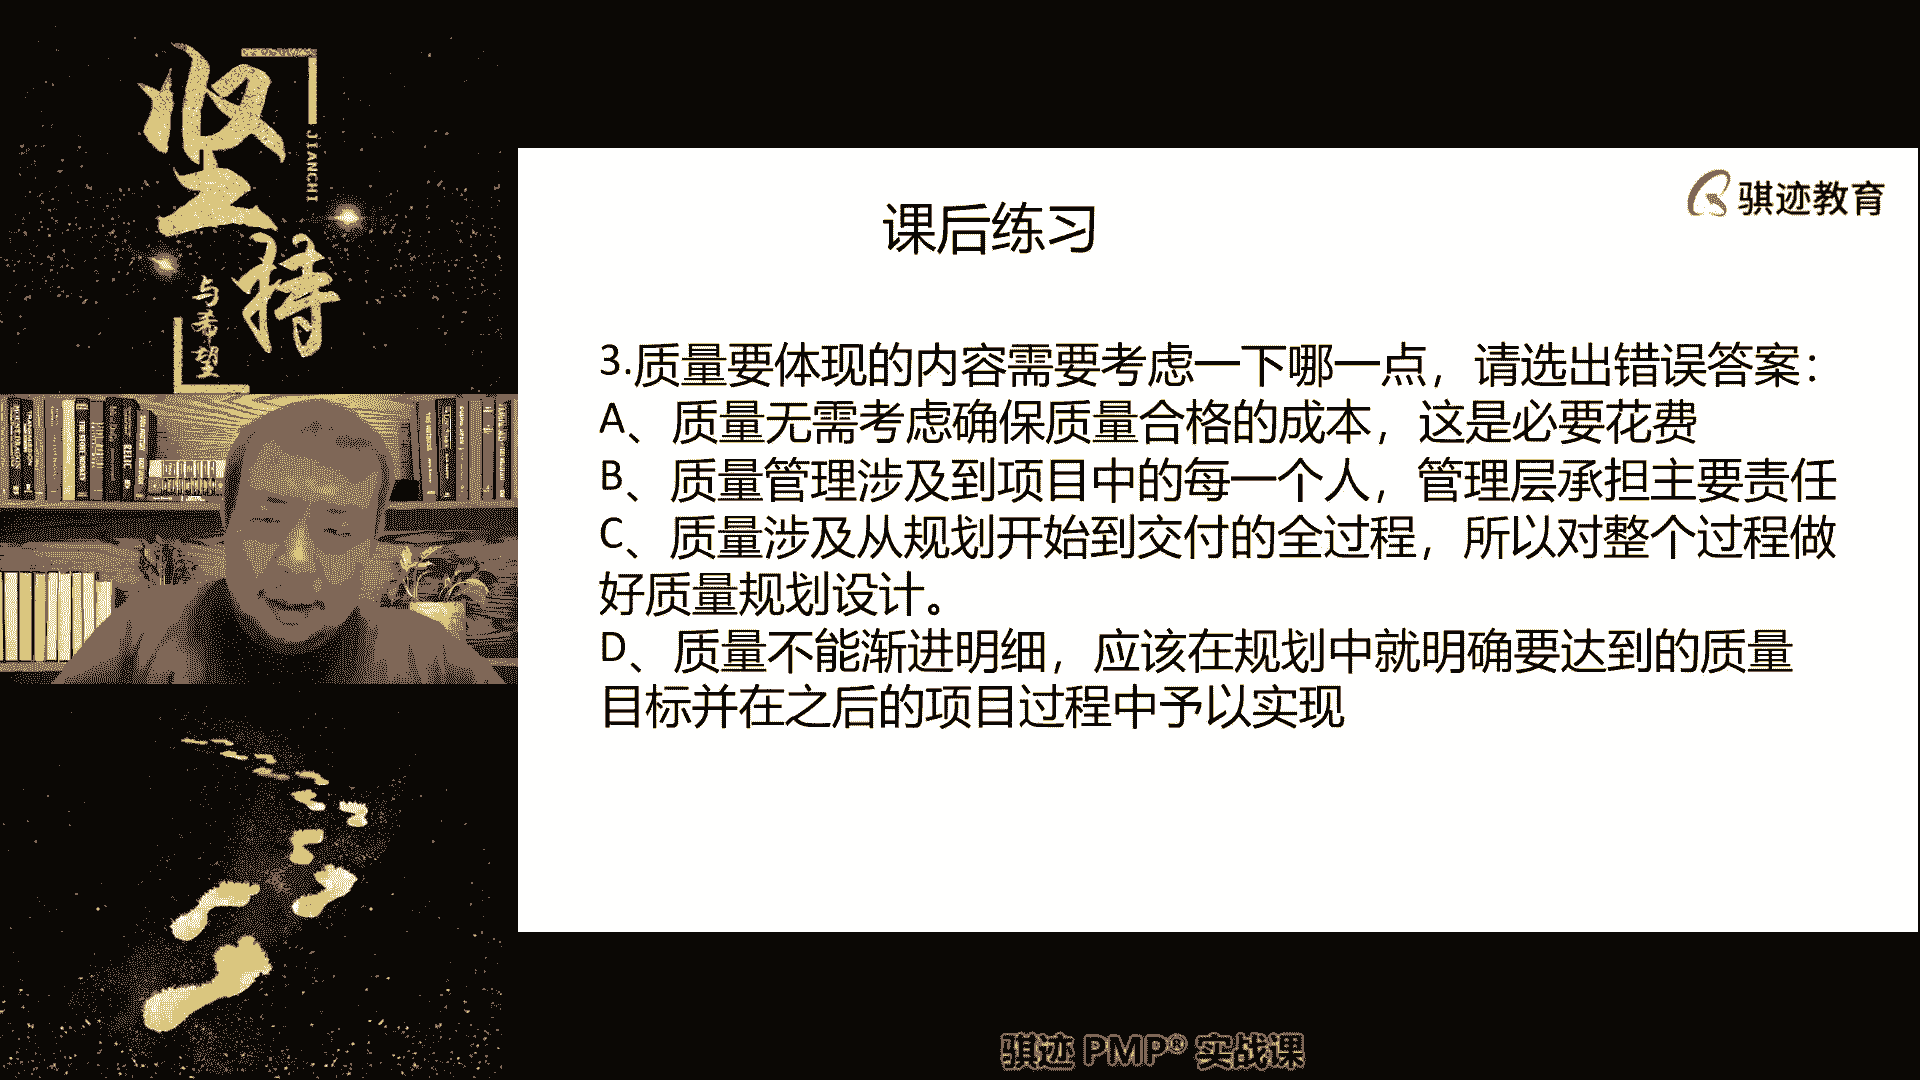 坚持
JIANCHI
与希望
骐迹教育
课后练习
3.质量要体现的内容需要考虑一下哪一点，请选出错误答案：
A、质量无需考虑确保质量合格的成本，这是必要花费
B、质量管理涉及到项目中的每一个人，管理层承担主要责任
C、质量涉及从规划开始到交付的全过程，所以对整个过程做
好质量规划设计。
D、质量不能渐进明细，应该在规划中就明确要达到的质量
目标并在之后的项目过程中予以实现
骐迹 PMP® 实战课